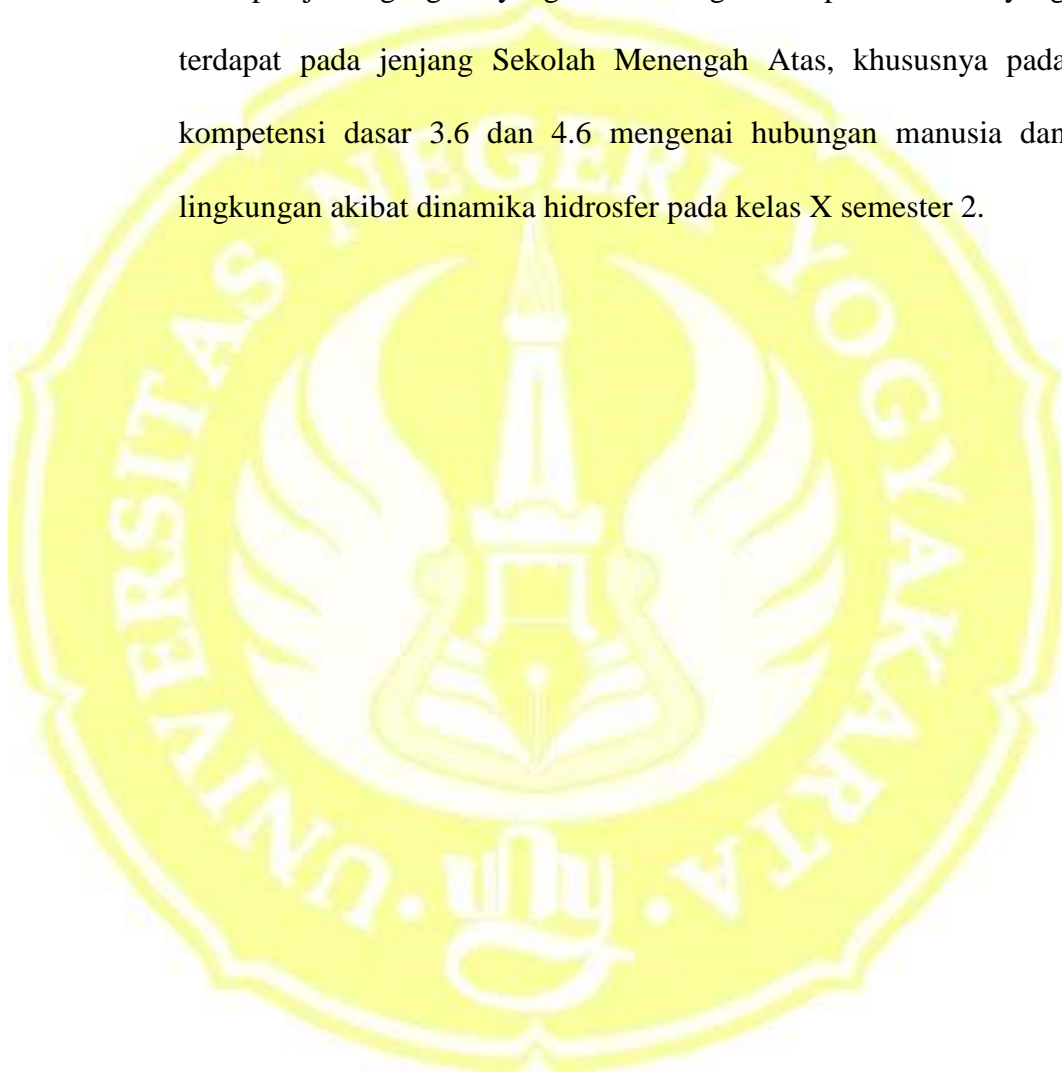 terdapat pada jenjang Sekolah Menengah Atas, khususnya pada
kompetensi dasar 3.6 dan 4.6 mengenai hubungan manusia dan
lingkungan akibat dinamika hidrosfer pada kelas X semester 2.
UNIVERSITAS NEGERI YOGYAKARTA
uny